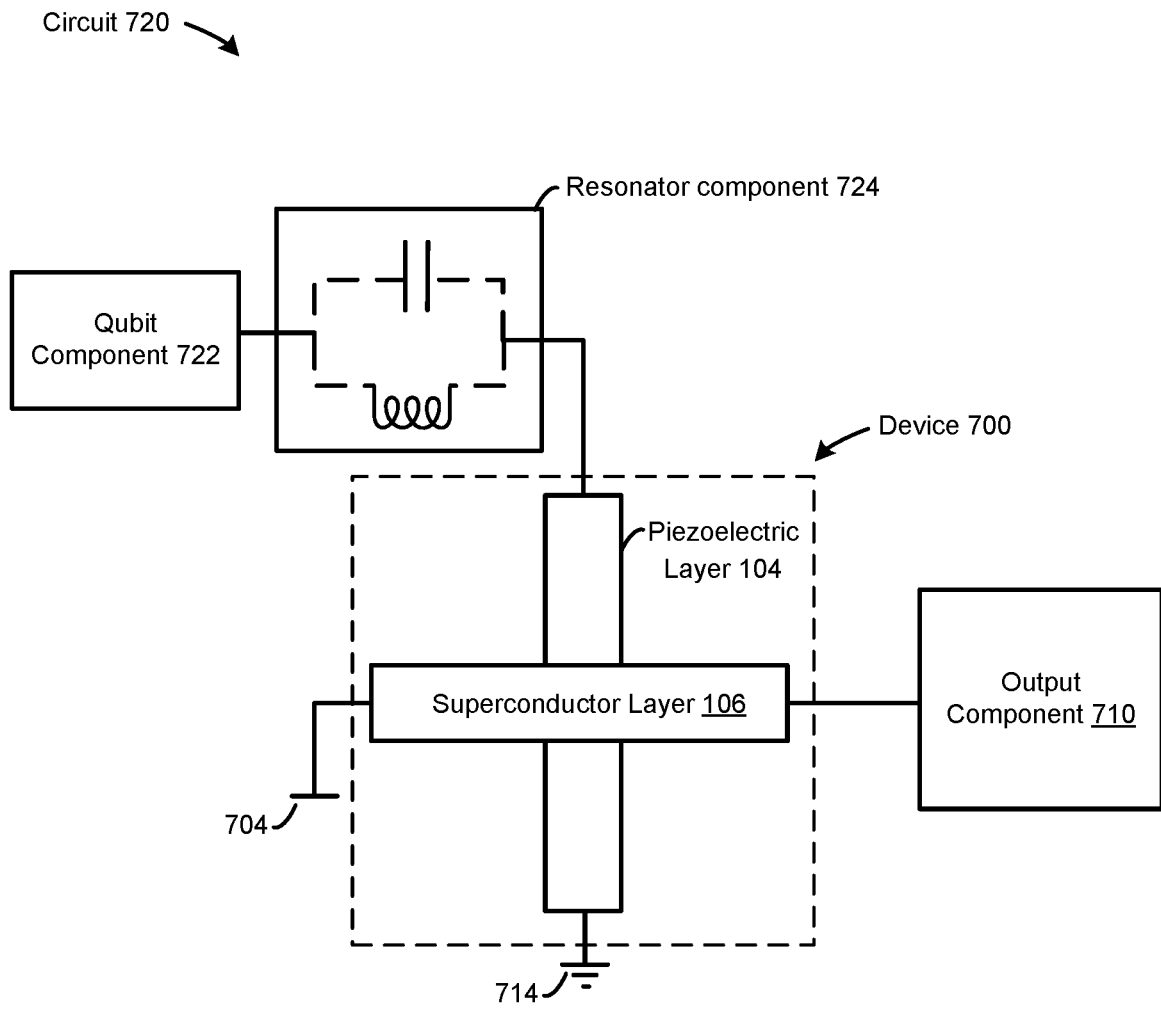 Circuit 720
Resonator component 724
Qubit
Component 722
Device 700
Piezoelectric
Layer 104
Superconductor Layer 106
Output
Component 710
704
714